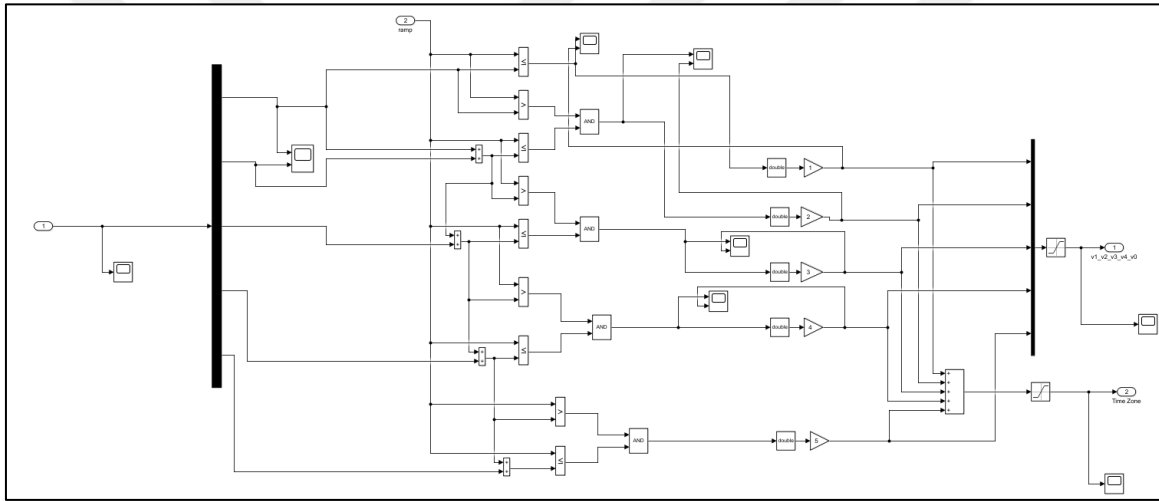 2
ramp
≤
>
AND
≤
+
+
double
1
>
+
+
≤
AND
double
2
1
double
3
1
v1_v2_v3_v4_v0
>
AND
double
4
+
+
≤
+
+
+
+
+
2
Time Zone
>
AND
double
5
+
+
≤